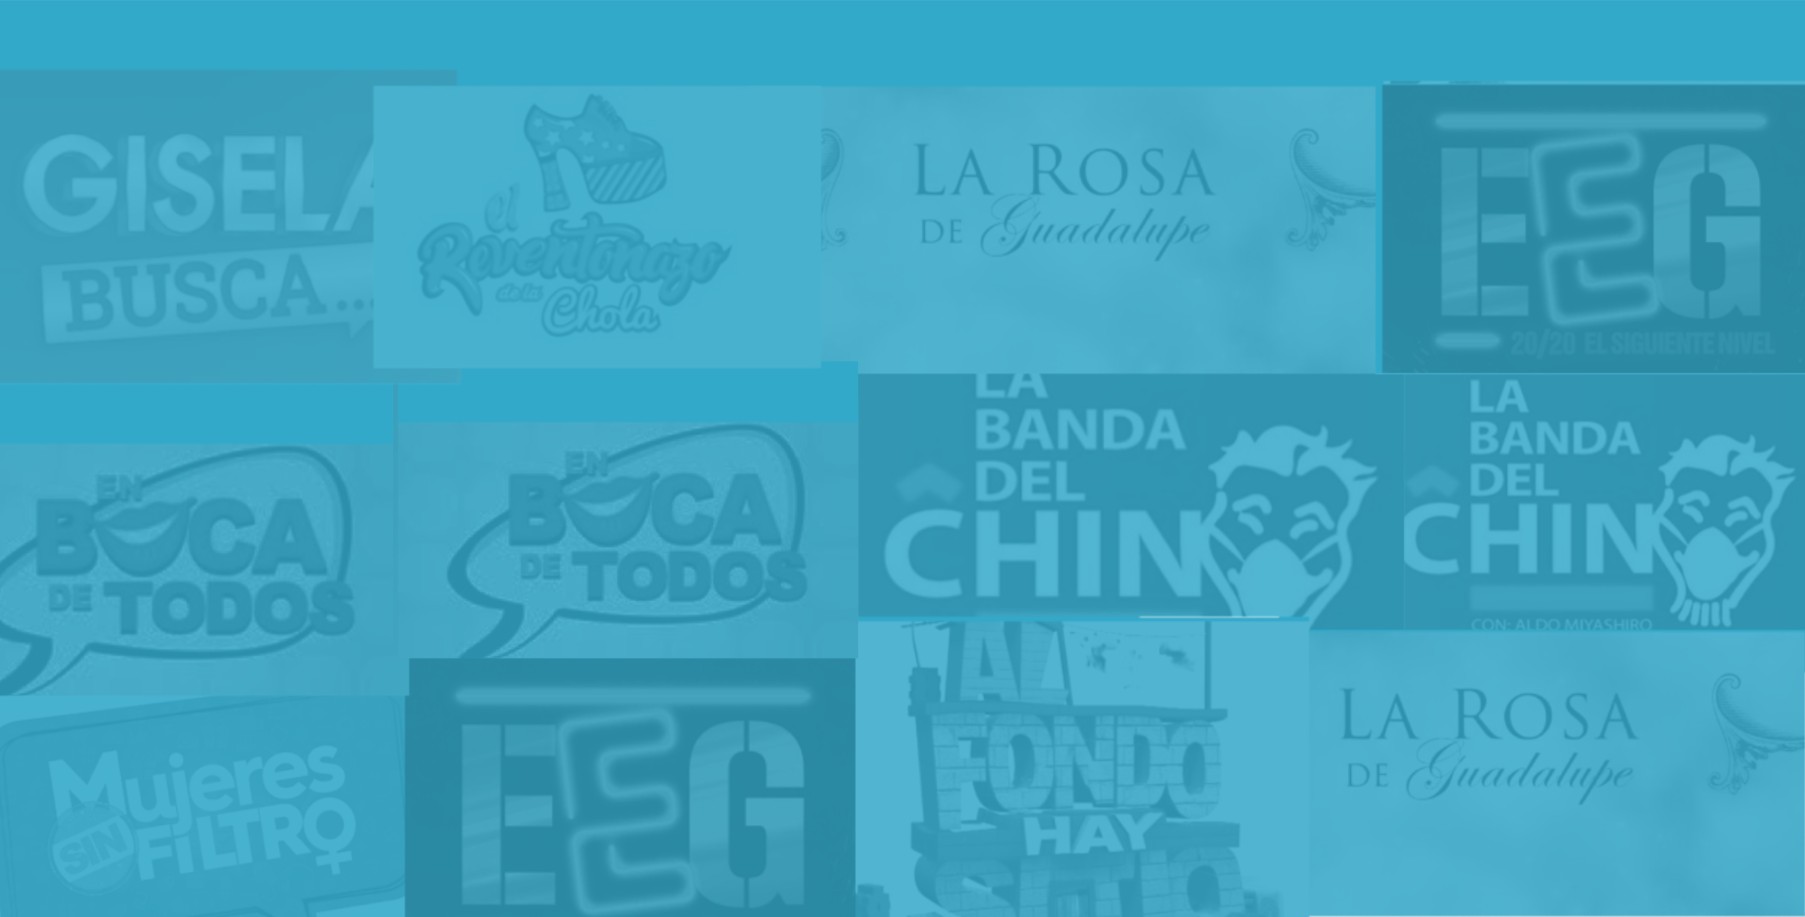 GISELA
BUSCA...
el
Reventonazo
de la
Chola
LA ROSA
DE Guadalupe
EEG
20/20 EL SIGUIENTE NIVEL
EN
BOCA
DE TODOS
EN
BOCA
DE TODOS
LA
BANDA
DEL
CHIN
LA
BANDA
DEL
CHIN
CON: ALDO MIYASHIRO
Mujeres
SIN FILTRO
EEG
AL
FONDO
HAY
SITIO
LA ROSA
DE Guadalupe